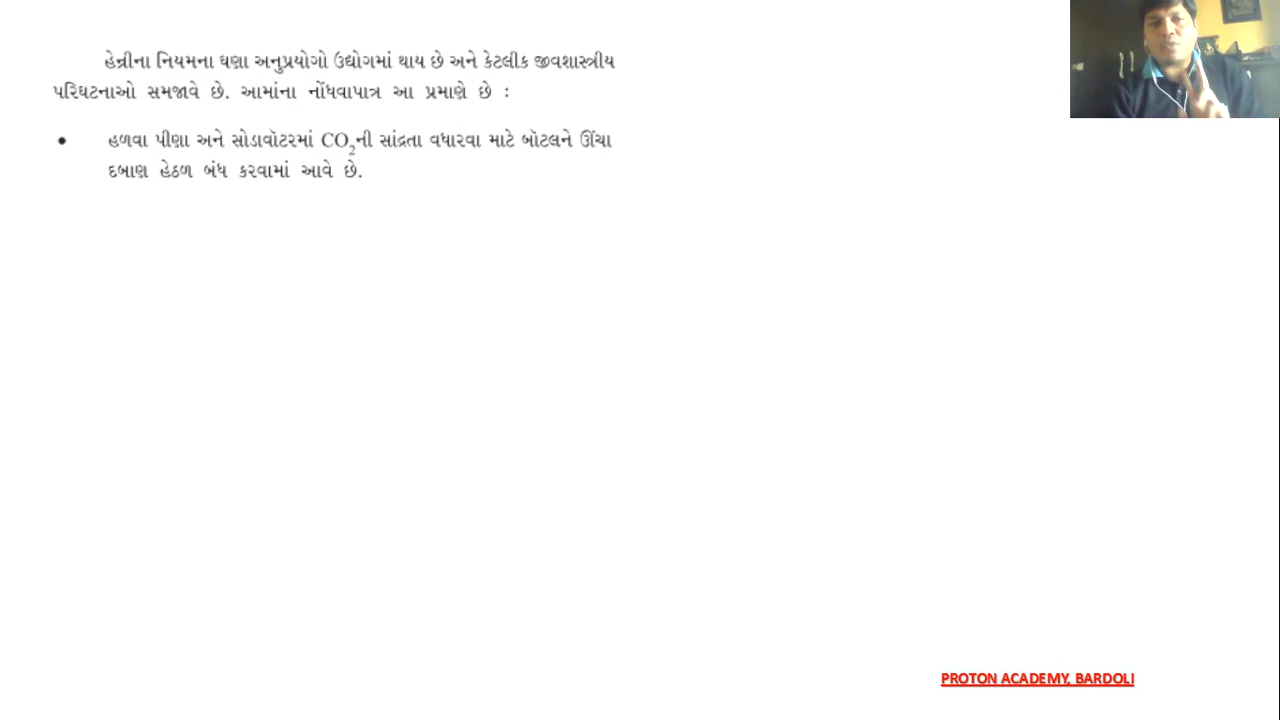 હેન્રીના નિયમના ઘણા અનુપ્રયોગો ઉદ્યોગમાં થાય છે અને કેટલીક જીવશાસ્ત્રીય
પરિઘટનાઓ સમજાવે છે. આમાંના નોંધવાપાત્ર આ પ્રમાણે છે :
• હળવા પીણા અને સોડાવૉટરમાં CO₂ની સાંદ્રતા વધારવા માટે બૉટલને ઊંચા
દબાણ હેઠળ બંધ કરવામાં આવે છે.
PROTON ACADEMY, BARDOLI